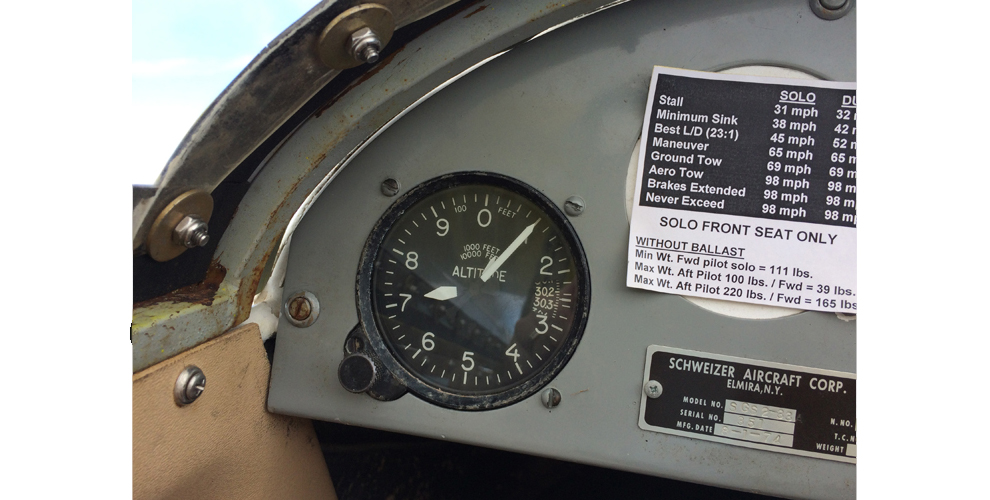 100 FEET
0
9
8
7
6
5
4
3
2
1000 FEET
10000 FEET
ALTITUDE
302
303
SOLO
Stall 31 mph 32
Minimum Sink 38 mph 42
Best L/D (23:1) 45 mph 52
Maneuver 65 mph 65
Ground Tow 69 mph 69
Aero Tow 98 mph 98 mph
Brakes Extended 98 mph 98 mph
Never Exceed 98 mph 98 mph
SOLO FRONT SEAT ONLY
WITHOUT BALLAST
Min Wt. Fwd pilot solo = 111 lbs.
Max Wt. Aft Pilot 100 lbs. / Fwd = 39 lbs.
Max Wt. Aft Pilot 220 lbs. / Fwd = 165 lbs
SCHWEIZER AIRCRAFT CORP.
ELMIRA, N.Y.
MODEL NO.
SERIAL NO. N. NO.
MFG. DATE T.C.
WEIGHT